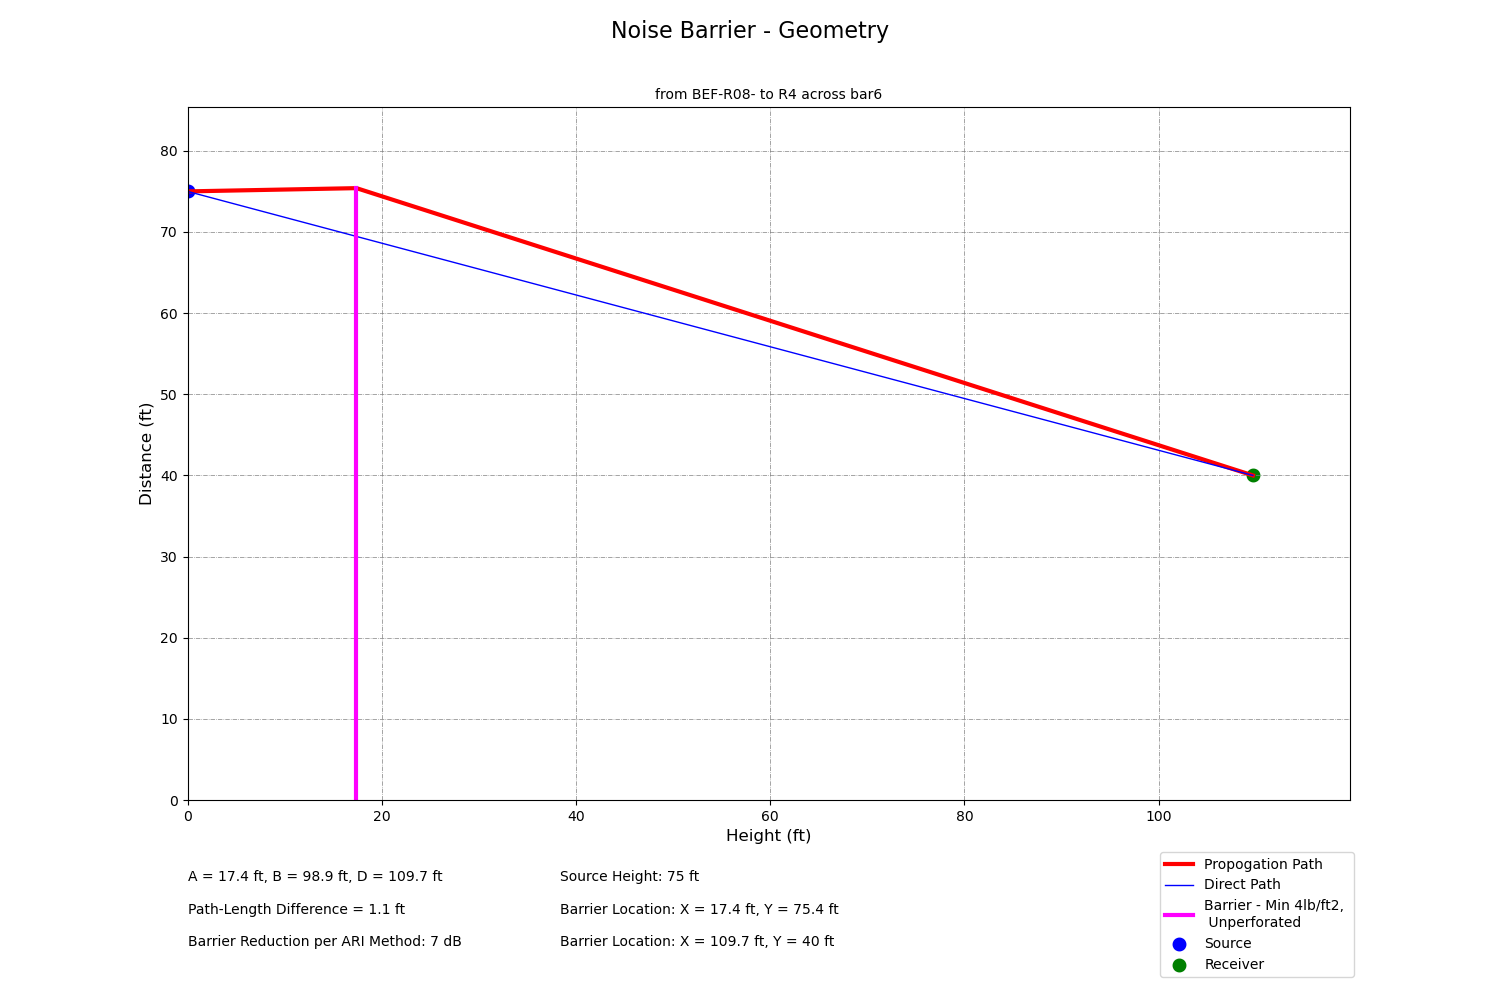 Noise Barrier - Geometry
from BEF-R08- to R4 across bar6
80
70
60
50
40
30
20
10
0
Distance (ft)
0 20 40 60 80 100
Height (ft)
A = 17.4 ft, B = 98.9 ft, D = 109.7 ft
Path-Length Difference = 1.1 ft
Barrier Reduction per ARI Method: 7 dB
Source Height: 75 ft
Barrier Location: X = 17.4 ft, Y = 75.4 ft
Barrier Location: X = 109.7 ft, Y = 40 ft
Propogation Path
Direct Path
Barrier - Min 4lb/ft2,
Unperforated
Source
Receiver